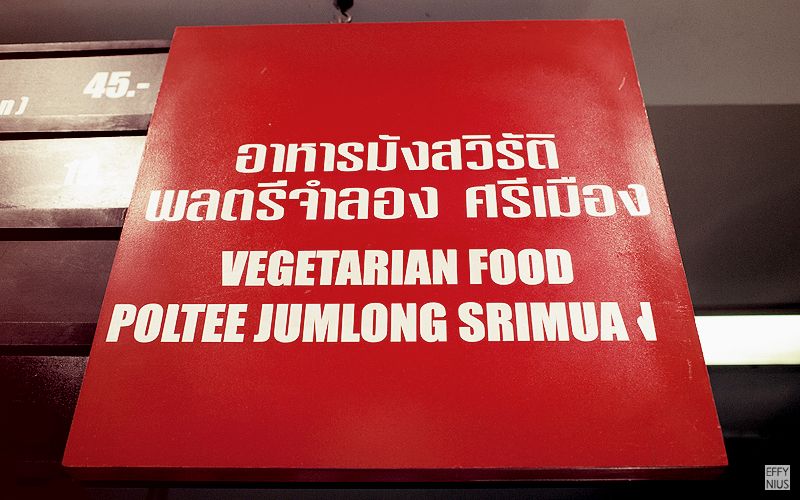 45.-
n)
อาหารมังสวิรัติ
พลตรีจำลอง ศรีเมือง
VEGETARIAN FOOD
POLTEE JUMLONG SRIMUA
EFFY
NIUS